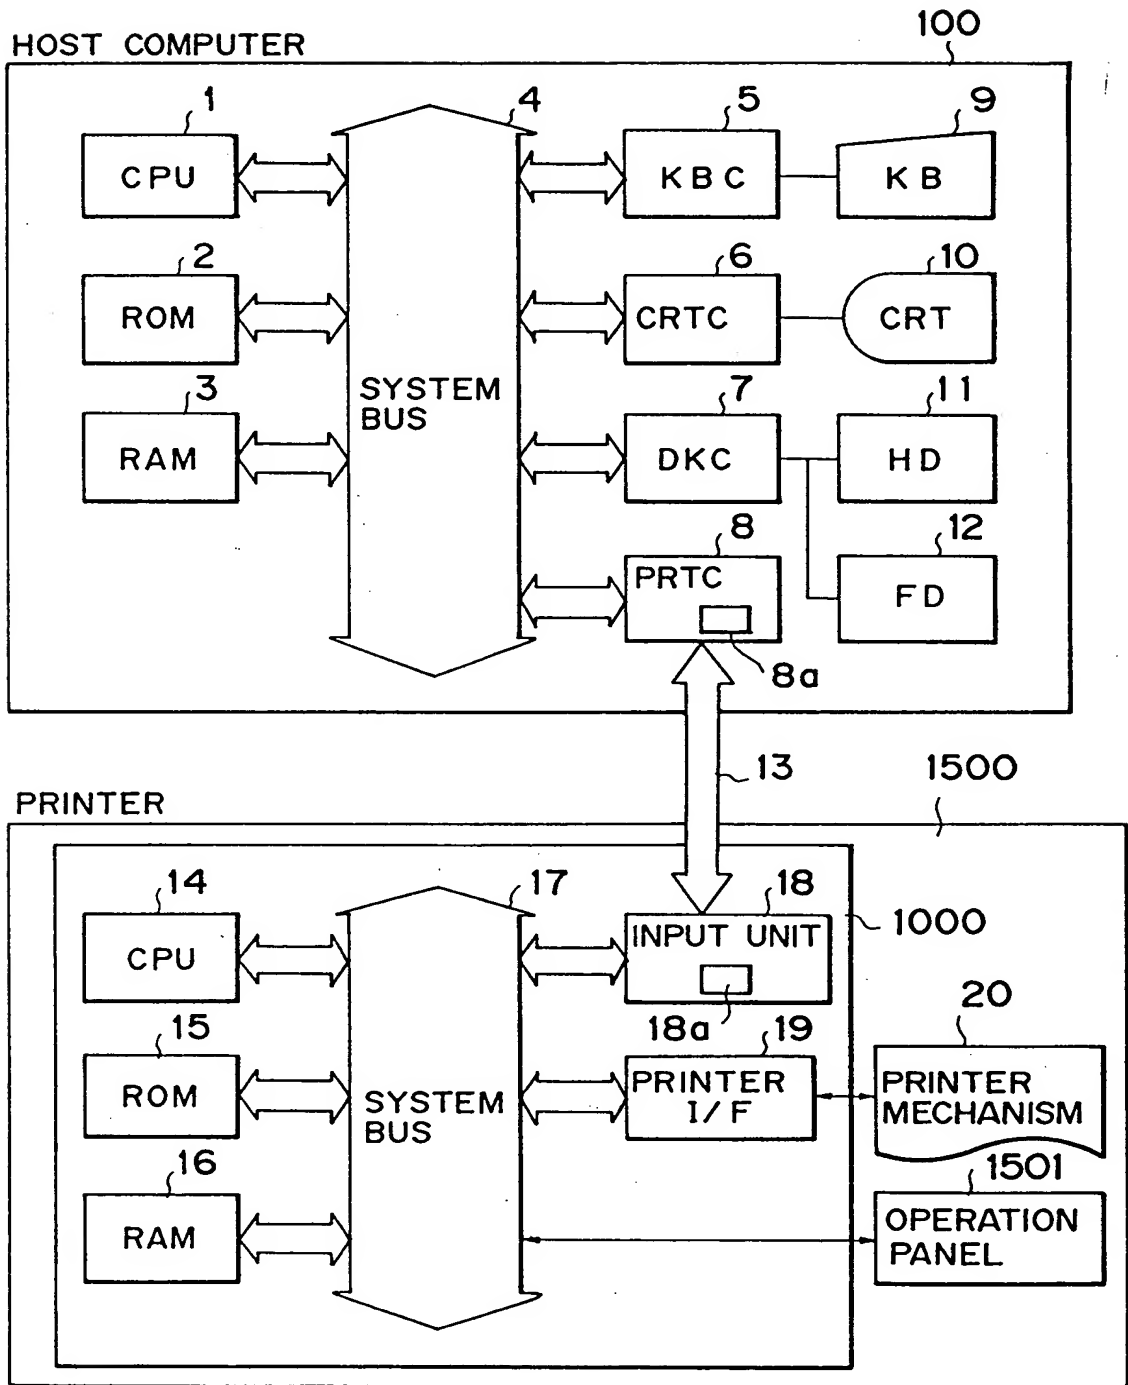 HOST COMPUTER
100
1
4
5
9
CPU
KBC
KB
2
6
10
ROM
CRTC
CRT
3
SYSTEM
BUS
7
11
RAM
DKC
HD
8
12
PRTC
FD
8a
13
1500
PRINTER
14
17
18
1000
CPU
INPUT UNIT
18a
20
15
19
ROM
SYSTEM
BUS
PRINTER
I/F
PRINTER
MECHANISM
16
1501
RAM
OPERATION
PANEL